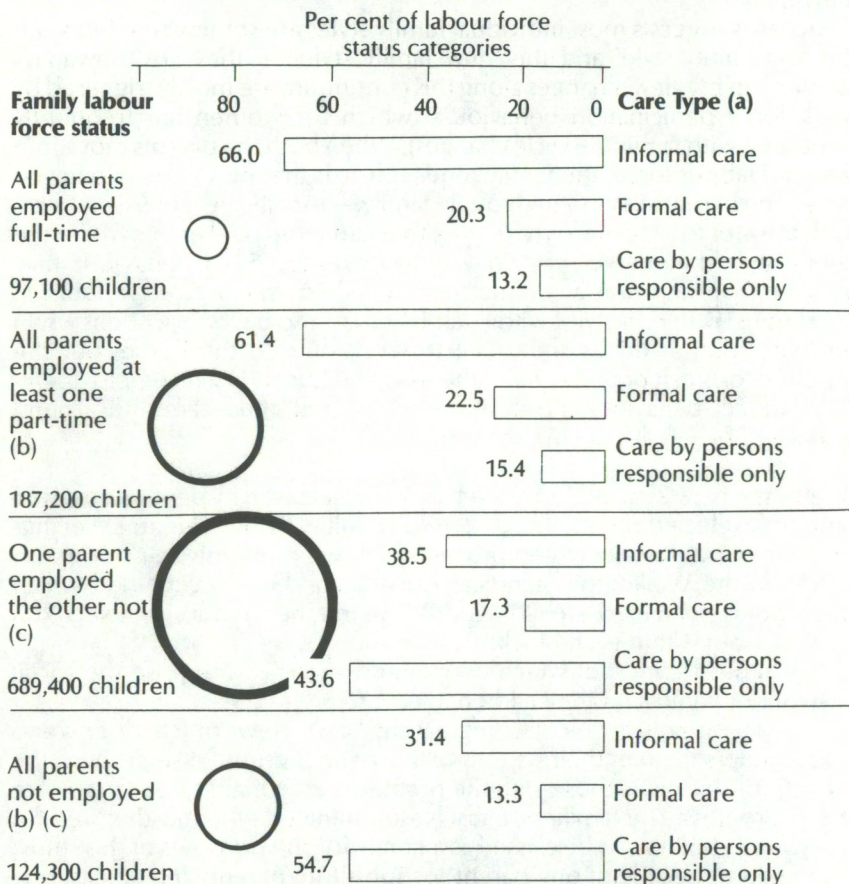 Per cent of labour force
status categories
Family labour
force status
80 60 40 20 0
Care Type (a)
66.0 Informal care
All parents
employed
full-time
20.3 Formal care
97,100 children
13.2 Care by persons
responsible only
All parents
employed at
least one
part-time
(b)
61.4 Informal care
22.5 Formal care
187,200 children
15.4 Care by persons
responsible only
One parent
employed
the other not
(c)
38.5 Informal care
17.3 Formal care
689,400 children
43.6 Care by persons
responsible only
31.4 Informal care
All parents
not employed
(b) (c)
13.3 Formal care
124,300 children
54.7 Care by persons
responsible only